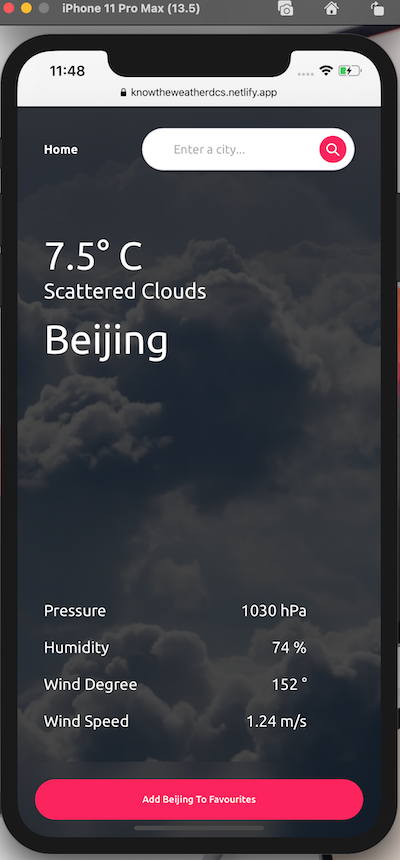 iPhone 11 Pro Max (13.5)
11:48
knowtheweatherdcs.netlify.app
Home
Enter a city...
7.5° C
Scattered Clouds
Beijing
Pressure 1030 hPa
Humidity 74 %
Wind Degree 152 °
Wind Speed 1.24 m/s
Add Beijing To Favourites